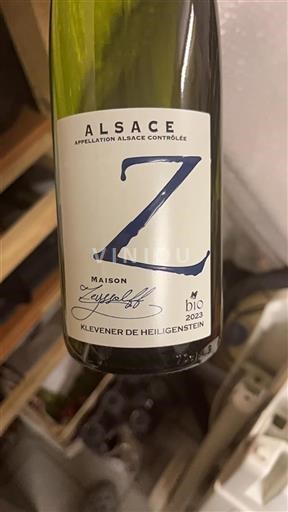 ALSACE
APPELLATION ALSACE CONTRÔLÉE
Z
VINIOU
MAISON
Zeyssolff
bio
2023
KLEVENER DE HEILIGENSTEIN